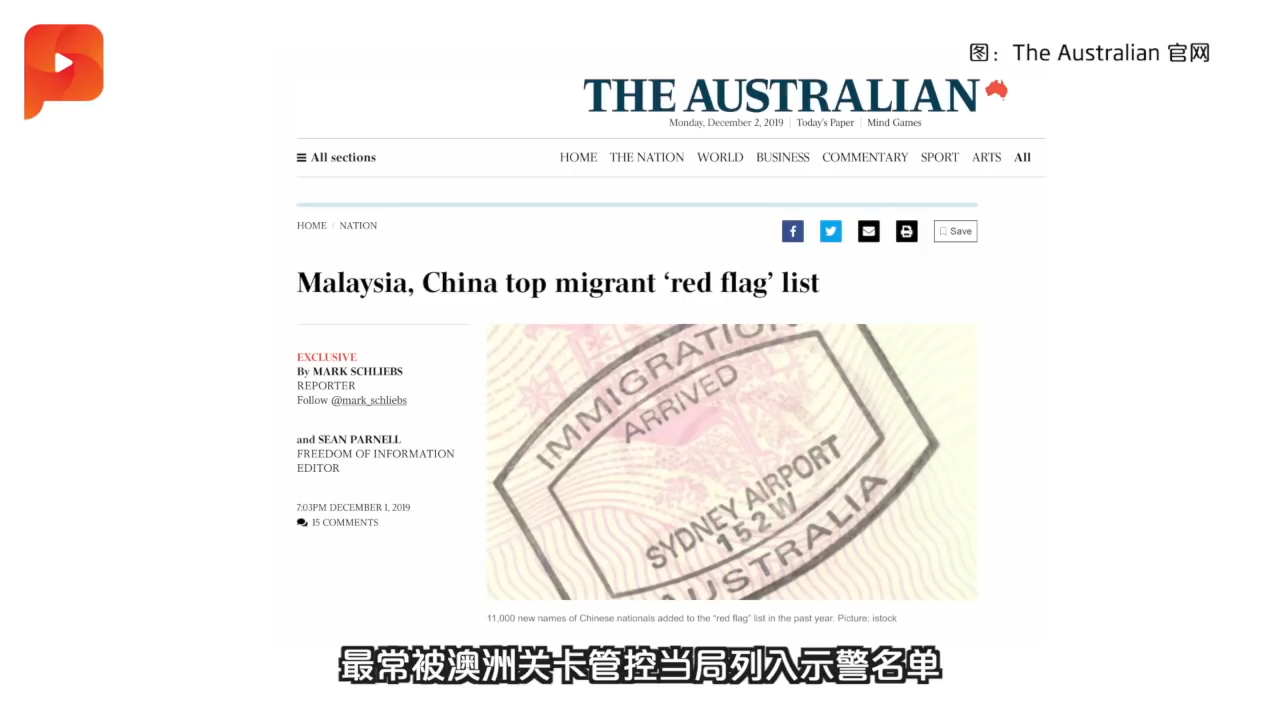 图：The Australian 官网
THE AUSTRALIAN
Monday, December 2, 2019 | Today's Paper | Mind Games
All sections
HOME THE NATION WORLD BUSINESS COMMENTARY SPORT ARTS All
HOME / NATION
Save
Malaysia, China top migrant ‘red flag’ list
EXCLUSIVE
By MARK SCHLIEBS
REPORTER
Follow @mark_schliebs
and SEAN PARNELL
FREEDOM OF INFORMATION
EDITOR
7:03PM DECEMBER 1, 2019
15 COMMENTS
IMMIGRATION
ARRIVED
SYDNEY AIRPORT
152W
AUSTRALIA
11,000 new names of Chinese nationals added to the “red flag” list in the past year. Picture: istock
最常被澳洲关卡管控当局列入示警名单